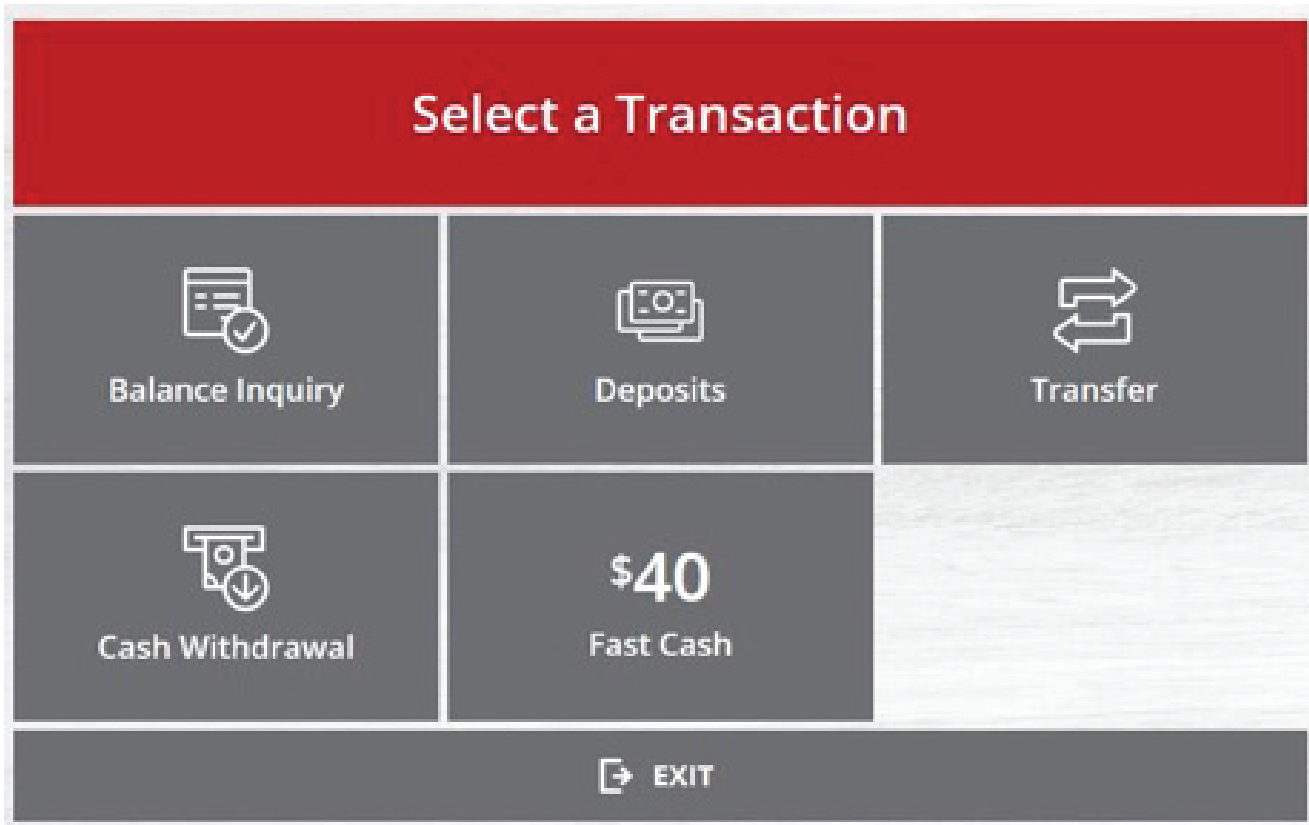 Select a Transaction
Balance Inquiry
Deposits
Transfer
Cash Withdrawal
$40
Fast Cash
EXIT